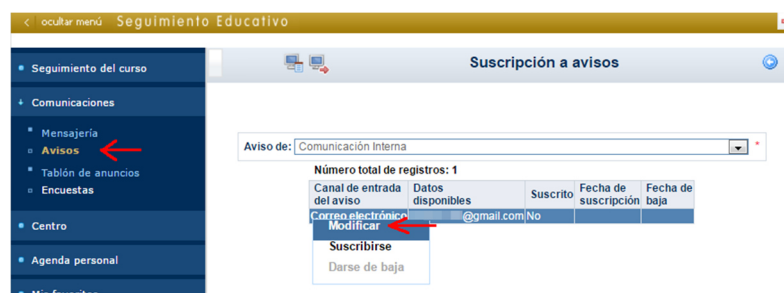 ocultar menú Seguimiento Educativo
Seguimiento del curso
Comunicaciones
Mensajería
Avisos
Tablón de anuncios
Encuestas
Centro
Agenda personal
Mis favoritos
Suscripción a avisos
Aviso de: Comunicación Interna *
Número total de registros: 1
Canal de entrada del aviso Datos disponibles Suscrito Fecha de suscripción Fecha de baja
Correo electrónico @gmail.com No
Modificar
Suscribirse
Darse de baja